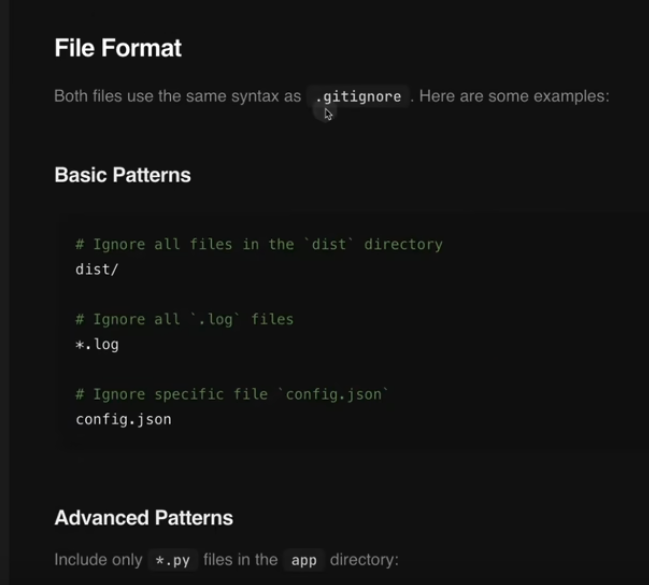 File Format
Both files use the same syntax as .gitignore . Here are some examples:
Basic Patterns
# Ignore all files in the `dist` directory
dist/
# Ignore all `.log` files
*.log
# Ignore specific file `config.json`
config.json
Advanced Patterns
Include only *.py files in the app directory: